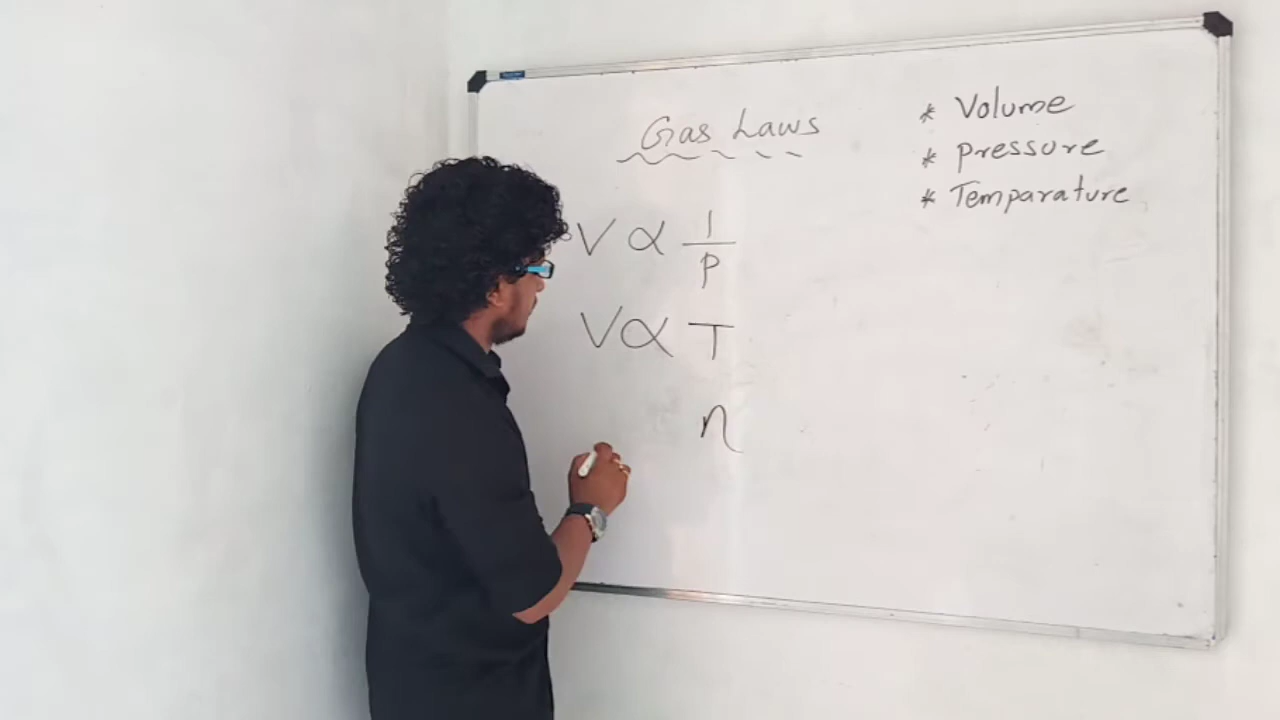 Gas Laws
* Volume
* Pressure
* Temparature
V ∝ 1/P
V ∝ T
n